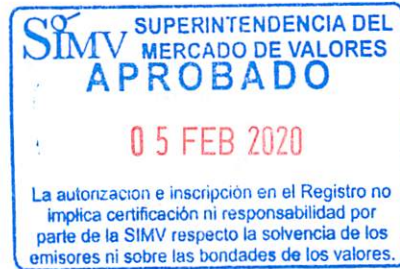 SIMV SUPERINTENDENCIA DEL
MERCADO DE VALORES
APROBADO
05 FEB 2020
La autorizacion e inscripción en el Registro no
implica certificación ni responsabilidad por
parte de la SIMV respecto la solvencia de los
emisores ni sobre las bondades de los valores.